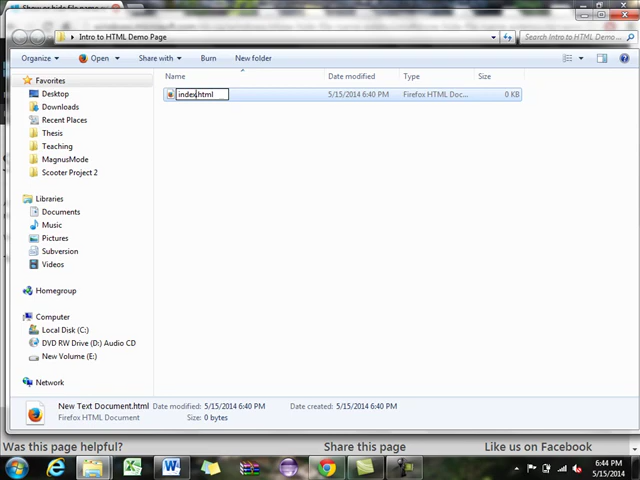 Intro to HTML Demo Page
Search Intro to HTML Demo ...
Organize Open Share with Burn New folder
Name Date modified Type Size
index.html 5/15/2014 6:40 PM Firefox HTML Doc... 0 KB
Favorites
Desktop
Downloads
Recent Places
Thesis
Teaching
MagnusMode
Scooter Project 2
Libraries
Documents
Music
Pictures
Subversion
Videos
Homegroup
Computer
Local Disk (C:)
DVD RW Drive (D:) Audio CD
New Volume (E:)
Network
New Text Document.html Date modified: 5/15/2014 6:40 PM Date created: 5/15/2014 6:40 PM
Firefox HTML Document Size: 0 bytes
Was this page helpful? Share this page Like us on Facebook
6:44 PM
5/15/2014